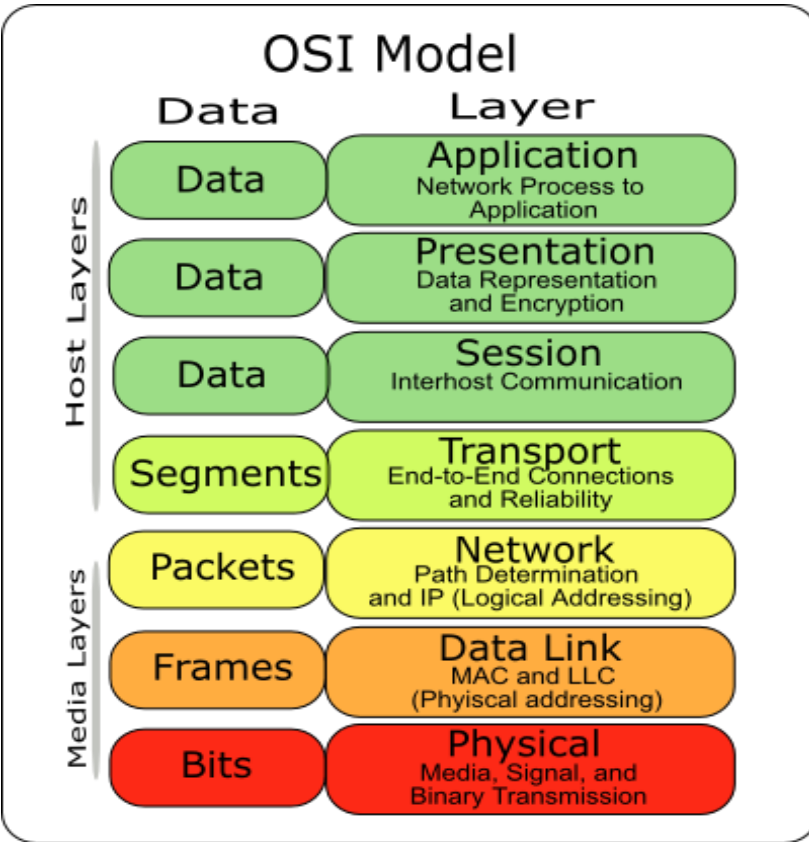 OSI Model
Data Layer
Host Layers
Data
Application
Network Process to
Application
Data
Presentation
Data Representation
and Encryption
Data
Session
Interhost Communication
Segments
Transport
End-to-End Connections
and Reliability
Media Layers
Packets
Network
Path Determination
and IP (Logical Addressing)
Frames
Data Link
MAC and LLC
(Phyiscal addressing)
Bits
Physical
Media, Signal, and
Binary Transmission